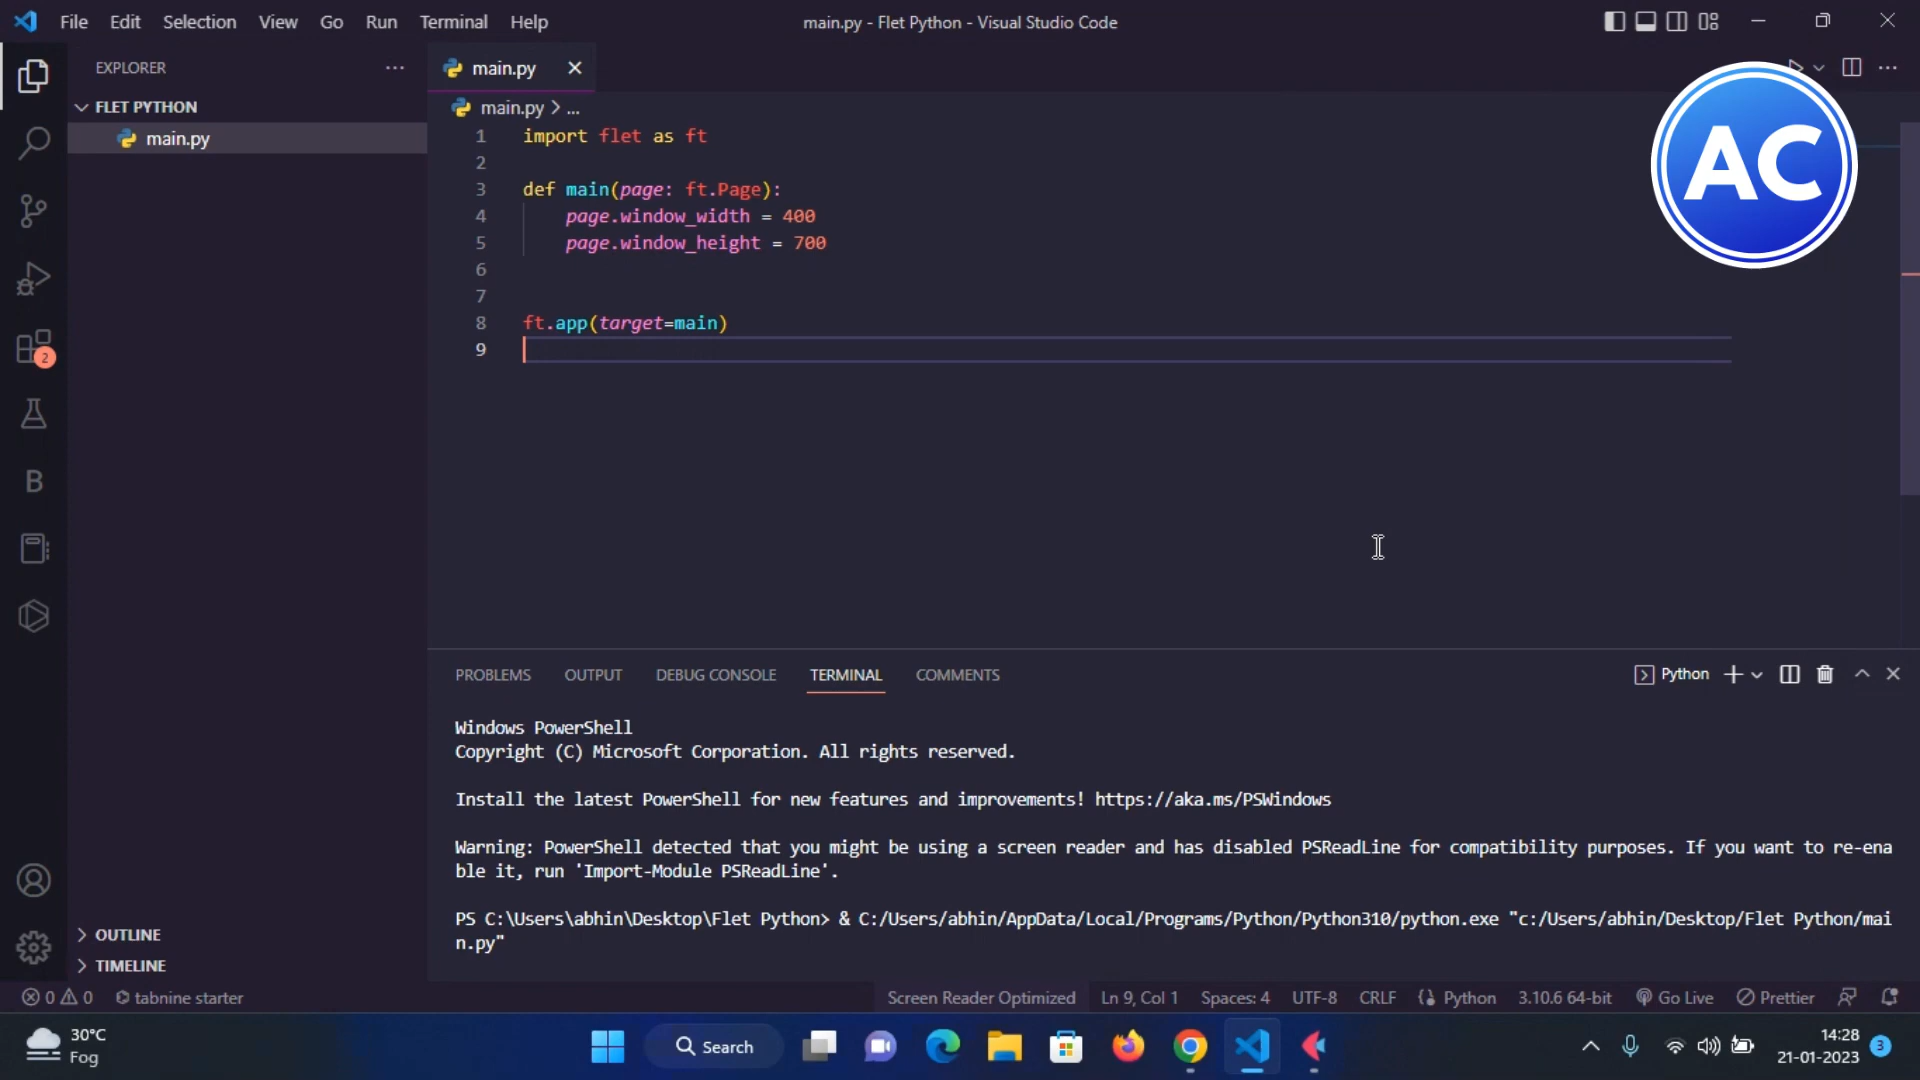 File Edit Selection View Go Run Terminal Help
main.py - Flet Python - Visual Studio Code
EXPLORER
FLET PYTHON
main.py
main.py
main.py > ...
1 import flet as ft
2
3 def main(page: ft.Page):
4     page.window_width = 400
5     page.window_height = 700
6
7
8 ft.app(target=main)
9
AC
2
B
PROBLEMS OUTPUT DEBUG CONSOLE TERMINAL COMMENTS
Python
Windows PowerShell
Copyright (C) Microsoft Corporation. All rights reserved.
Install the latest PowerShell for new features and improvements! https://aka.ms/PSWindows
Warning: PowerShell detected that you might be using a screen reader and has disabled PSReadLine for compatibility purposes. If you want to re-ena
ble it, run 'Import-Module PSReadLine'.
PS C:\Users\abhin\Desktop\Flet Python> & C:/Users/abhin/AppData/Local/Programs/Python/Python310/python.exe "c:/Users/abhin/Desktop/Flet Python/mai
n.py"
OUTLINE
TIMELINE
0 0 tabnine starter
Screen Reader Optimized Ln 9, Col 1 Spaces: 4 UTF-8 CRLF Python 3.10.6 64-bit Go Live Prettier
30°C
Fog
Search
14:28
21-01-2023
3